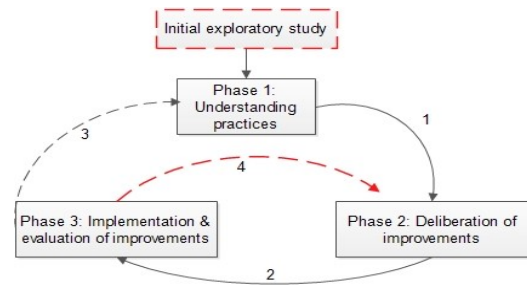 Initial exploratory study
Phase 1:
Understanding
practices
3
1
4
Phase 3: Implementation &
evaluation of improvements
Phase 2: Deliberation of
improvements
2